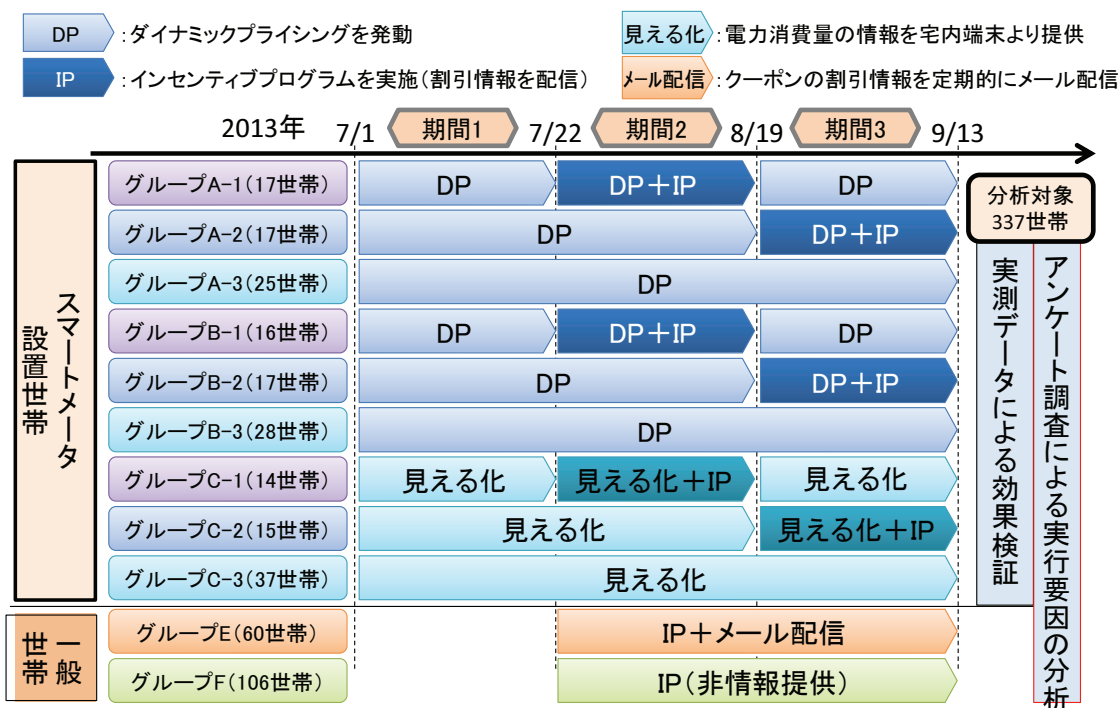 DP :ダイナミックプライシングを発動
見える化 :電力消費量の情報を宅内端末より提供
IP :インセンティブプログラムを実施(割引情報を配信)
メール配信 :クーポンの割引情報を定期的にメール配信
2013年 7/1 期間1 7/22 期間2 8/19 期間3 9/13
スマートメータ
設置世帯
グループA-1(17世帯) DP DP+IP DP
グループA-2(17世帯) DP DP+IP
グループA-3(25世帯) DP
グループB-1(16世帯) DP DP+IP DP
グループB-2(17世帯) DP DP+IP
グループB-3(28世帯) DP
グループC-1(14世帯) 見える化 見える化+IP 見える化
グループC-2(15世帯) 見える化 見える化+IP
グループC-3(37世帯) 見える化
一般
世帯
グループE(60世帯) IP+メール配信
グループF(106世帯) IP(非情報提供)
分析対象
337世帯
実測データによる効果検証
アンケート調査による実行要因の分析